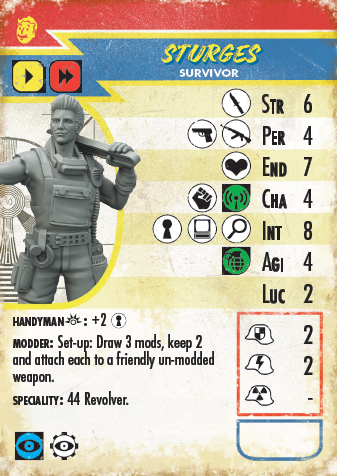 STURGES
SURVIVOR
STR 6
PER 4
END 7
CHA 4
INT 8
AGI 4
LUC 2
HANDYMAN: +2
MODDER: Set-up: Draw 3 mods, keep 2
and attach each to a friendly un-modded
weapon.
SPECIALITY: 44 Revolver.
2
2
-